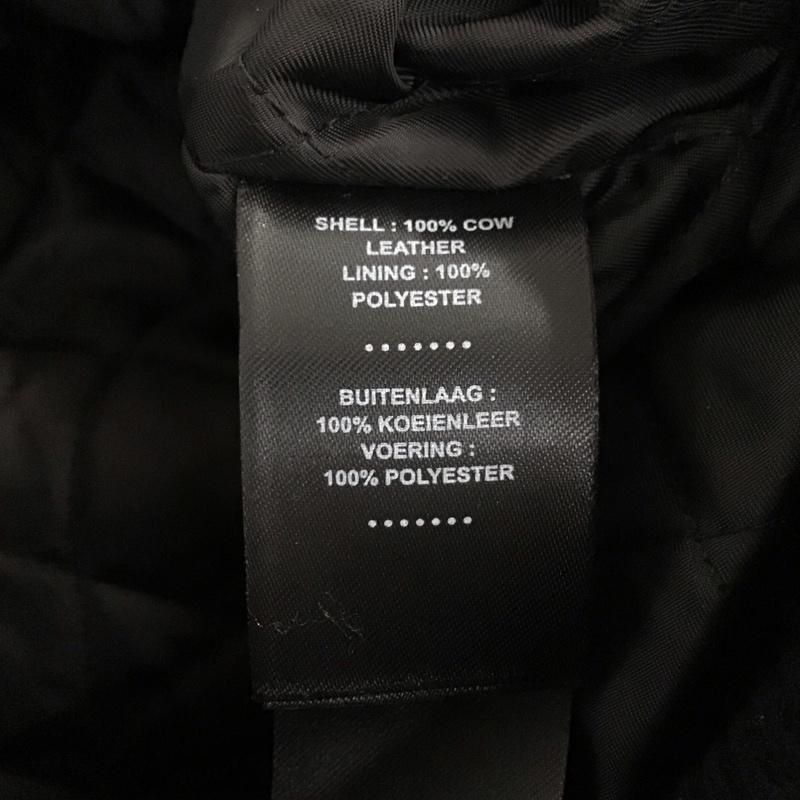 SHELL : 100% COW
LEATHER
LINING : 100%
POLYESTER
.......
BUITENLAAG :
100% KOEIENLEER
VOERING :
100% POLYESTER
.......